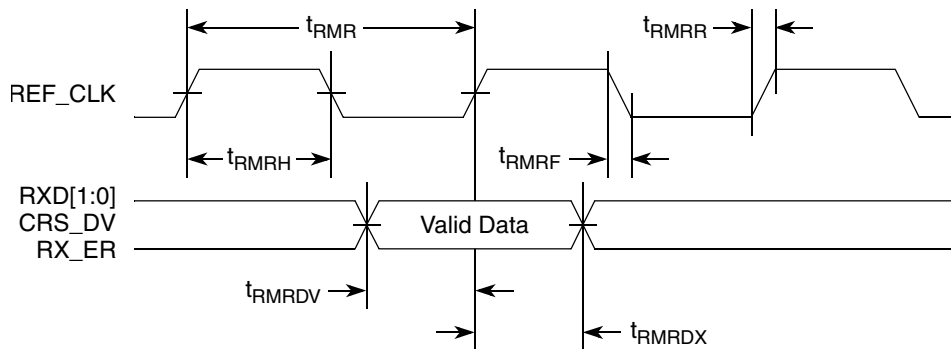 tRMR
tRMRR
REF_CLK
tRMRH
tRMRF
RXD[1:0]
CRS_DV
RX_ER
Valid Data
tRMRDV
tRMRDX